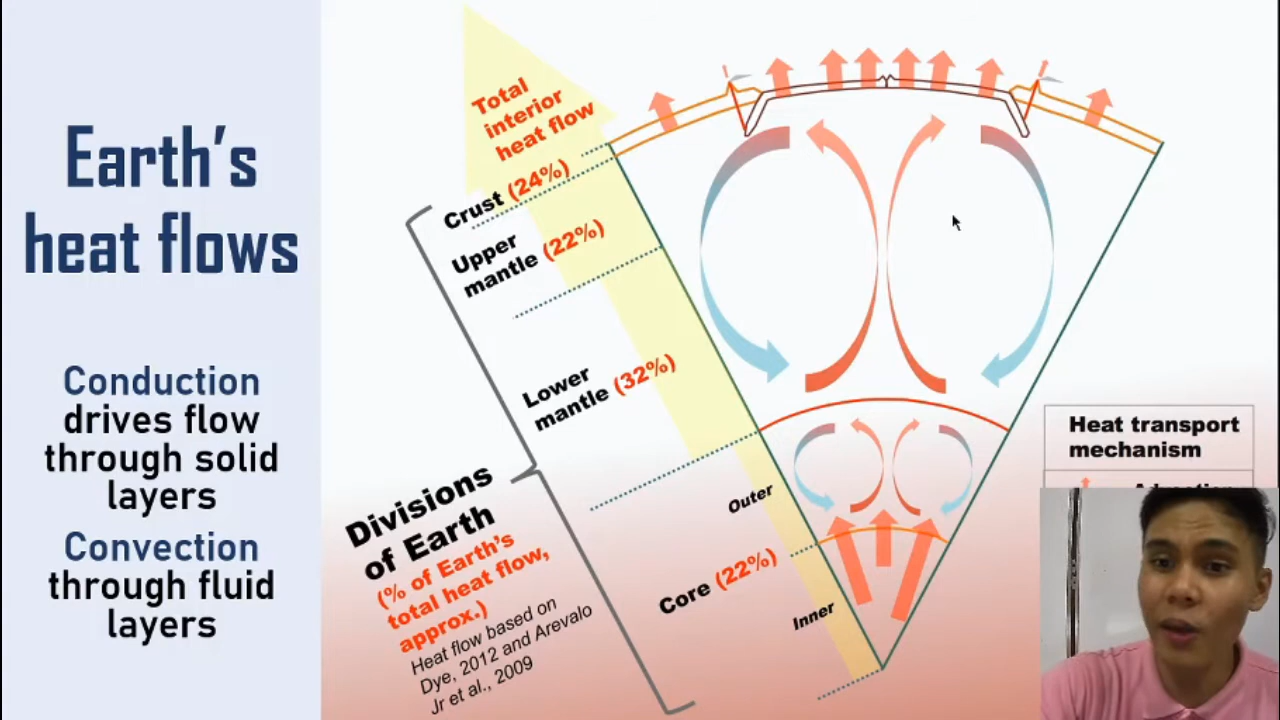 Earth's
heat flows
Conduction
drives flow
through solid
layers
Convection
through fluid
layers
Total
interior
heat flow
Crust (24%)
Upper
mantle (22%)
Lower
mantle (32%)
Outer
Core (22%)
Inner
Divisions
of Earth
(% of Earth's
total heat flow,
approx.)
Heat flow based on
Dye, 2012 and Arevalo
Jr et al., 2009
Heat transport
mechanism